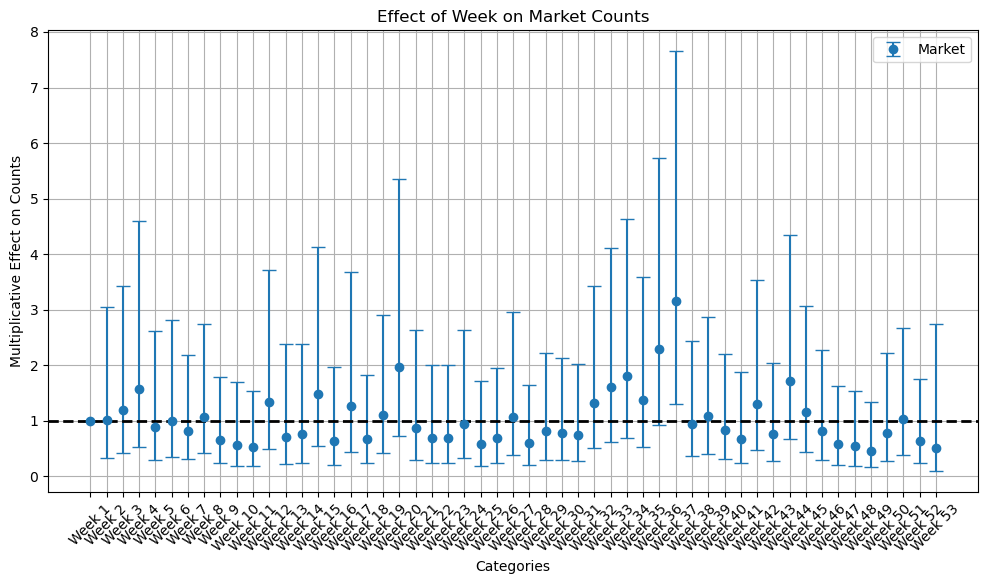 Effect of Week on Market Counts
Market
Multiplicative Effect on Counts
8
7
6
5
4
3
2
1
0
Week 1
Week 2
Week 3
Week 4
Week 5
Week 6
Week 7
Week 8
Week 9
Week 10
Week 11
Week 12
Week 13
Week 14
Week 15
Week 16
Week 17
Week 18
Week 19
Week 20
Week 21
Week 22
Week 23
Week 24
Week 25
Week 26
Week 27
Week 28
Week 29
Week 30
Week 31
Week 32
Week 33
Week 34
Week 35
Week 36
Week 37
Week 38
Week 39
Week 40
Week 41
Week 42
Week 43
Week 44
Week 45
Week 46
Week 47
Week 48
Week 49
Week 50
Week 51
Week 52
Week 53
Categories